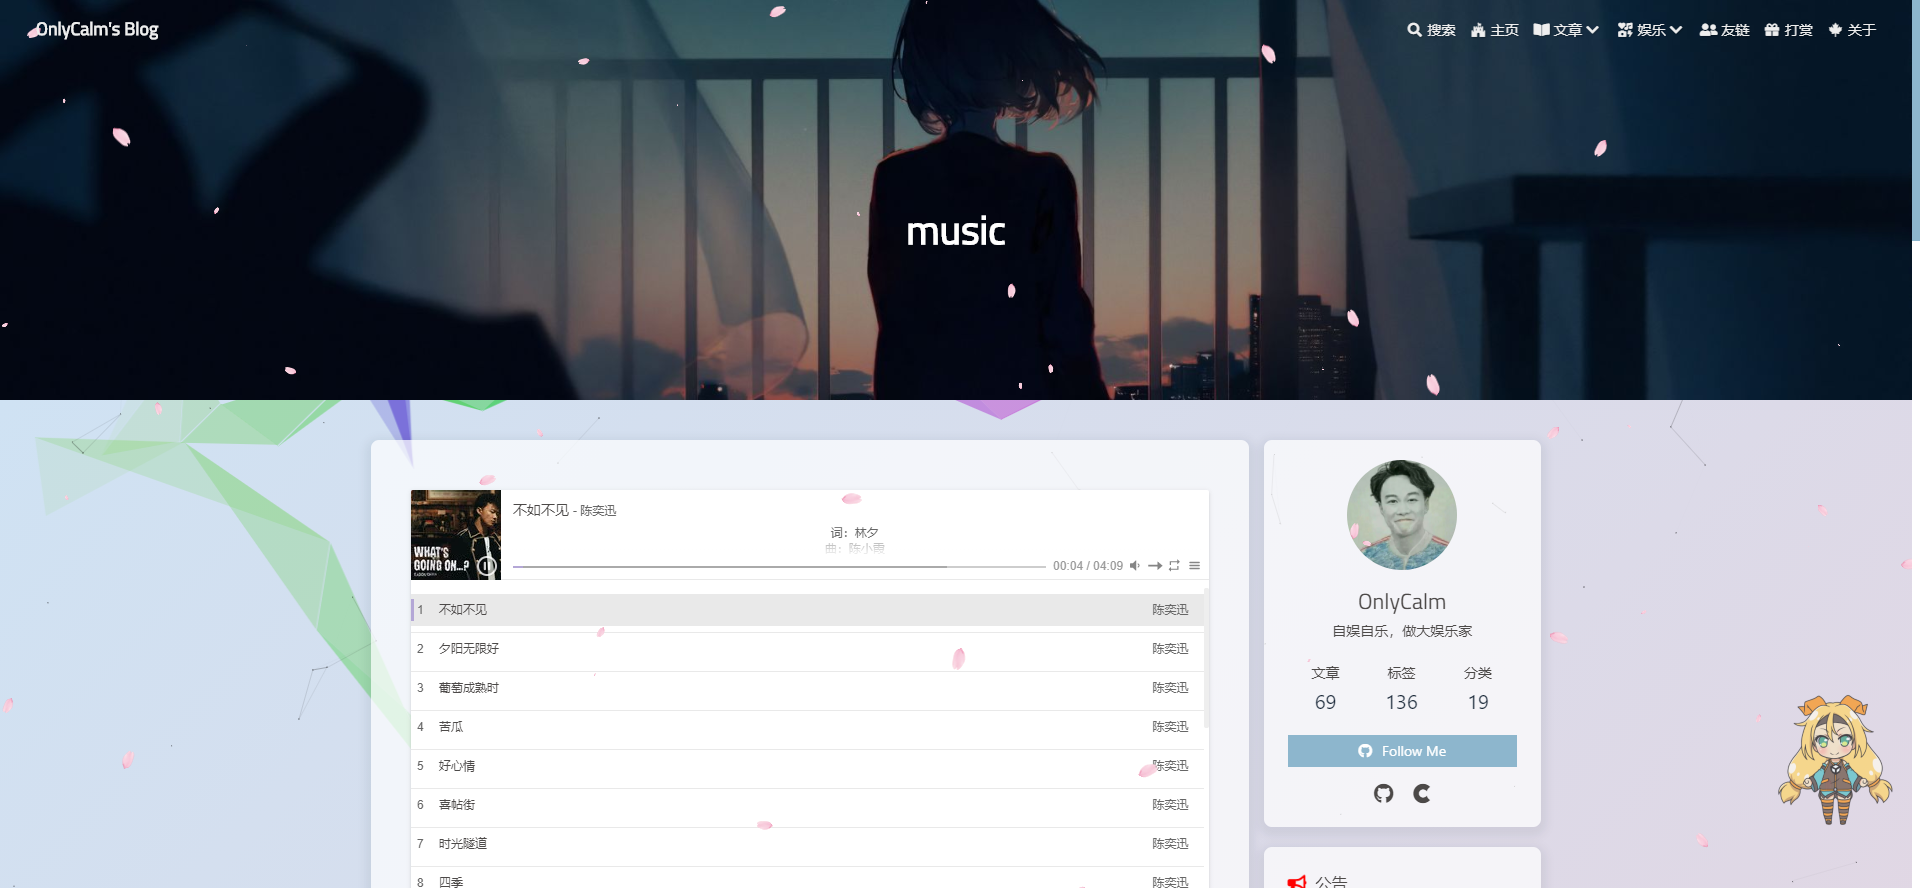 OnlyCalm's Blog
搜索 主页 文章 娱乐 友链 打赏 关于
music
WHAT'S
GOING ON...?
不如不见 - 陈奕迅
词：林夕
曲：陈小霞
00:04 / 04:09
1 不如不见 陈奕迅
2 夕阳无限好 陈奕迅
3 葡萄成熟时 陈奕迅
4 苦瓜 陈奕迅
5 好心情 陈奕迅
6 喜帖街 陈奕迅
7 时光隧道 陈奕迅
8 四季 陈奕迅
OnlyCalm
自娱自乐，做大娱乐家
文章 标签 分类
69 136 19
Follow Me
公告